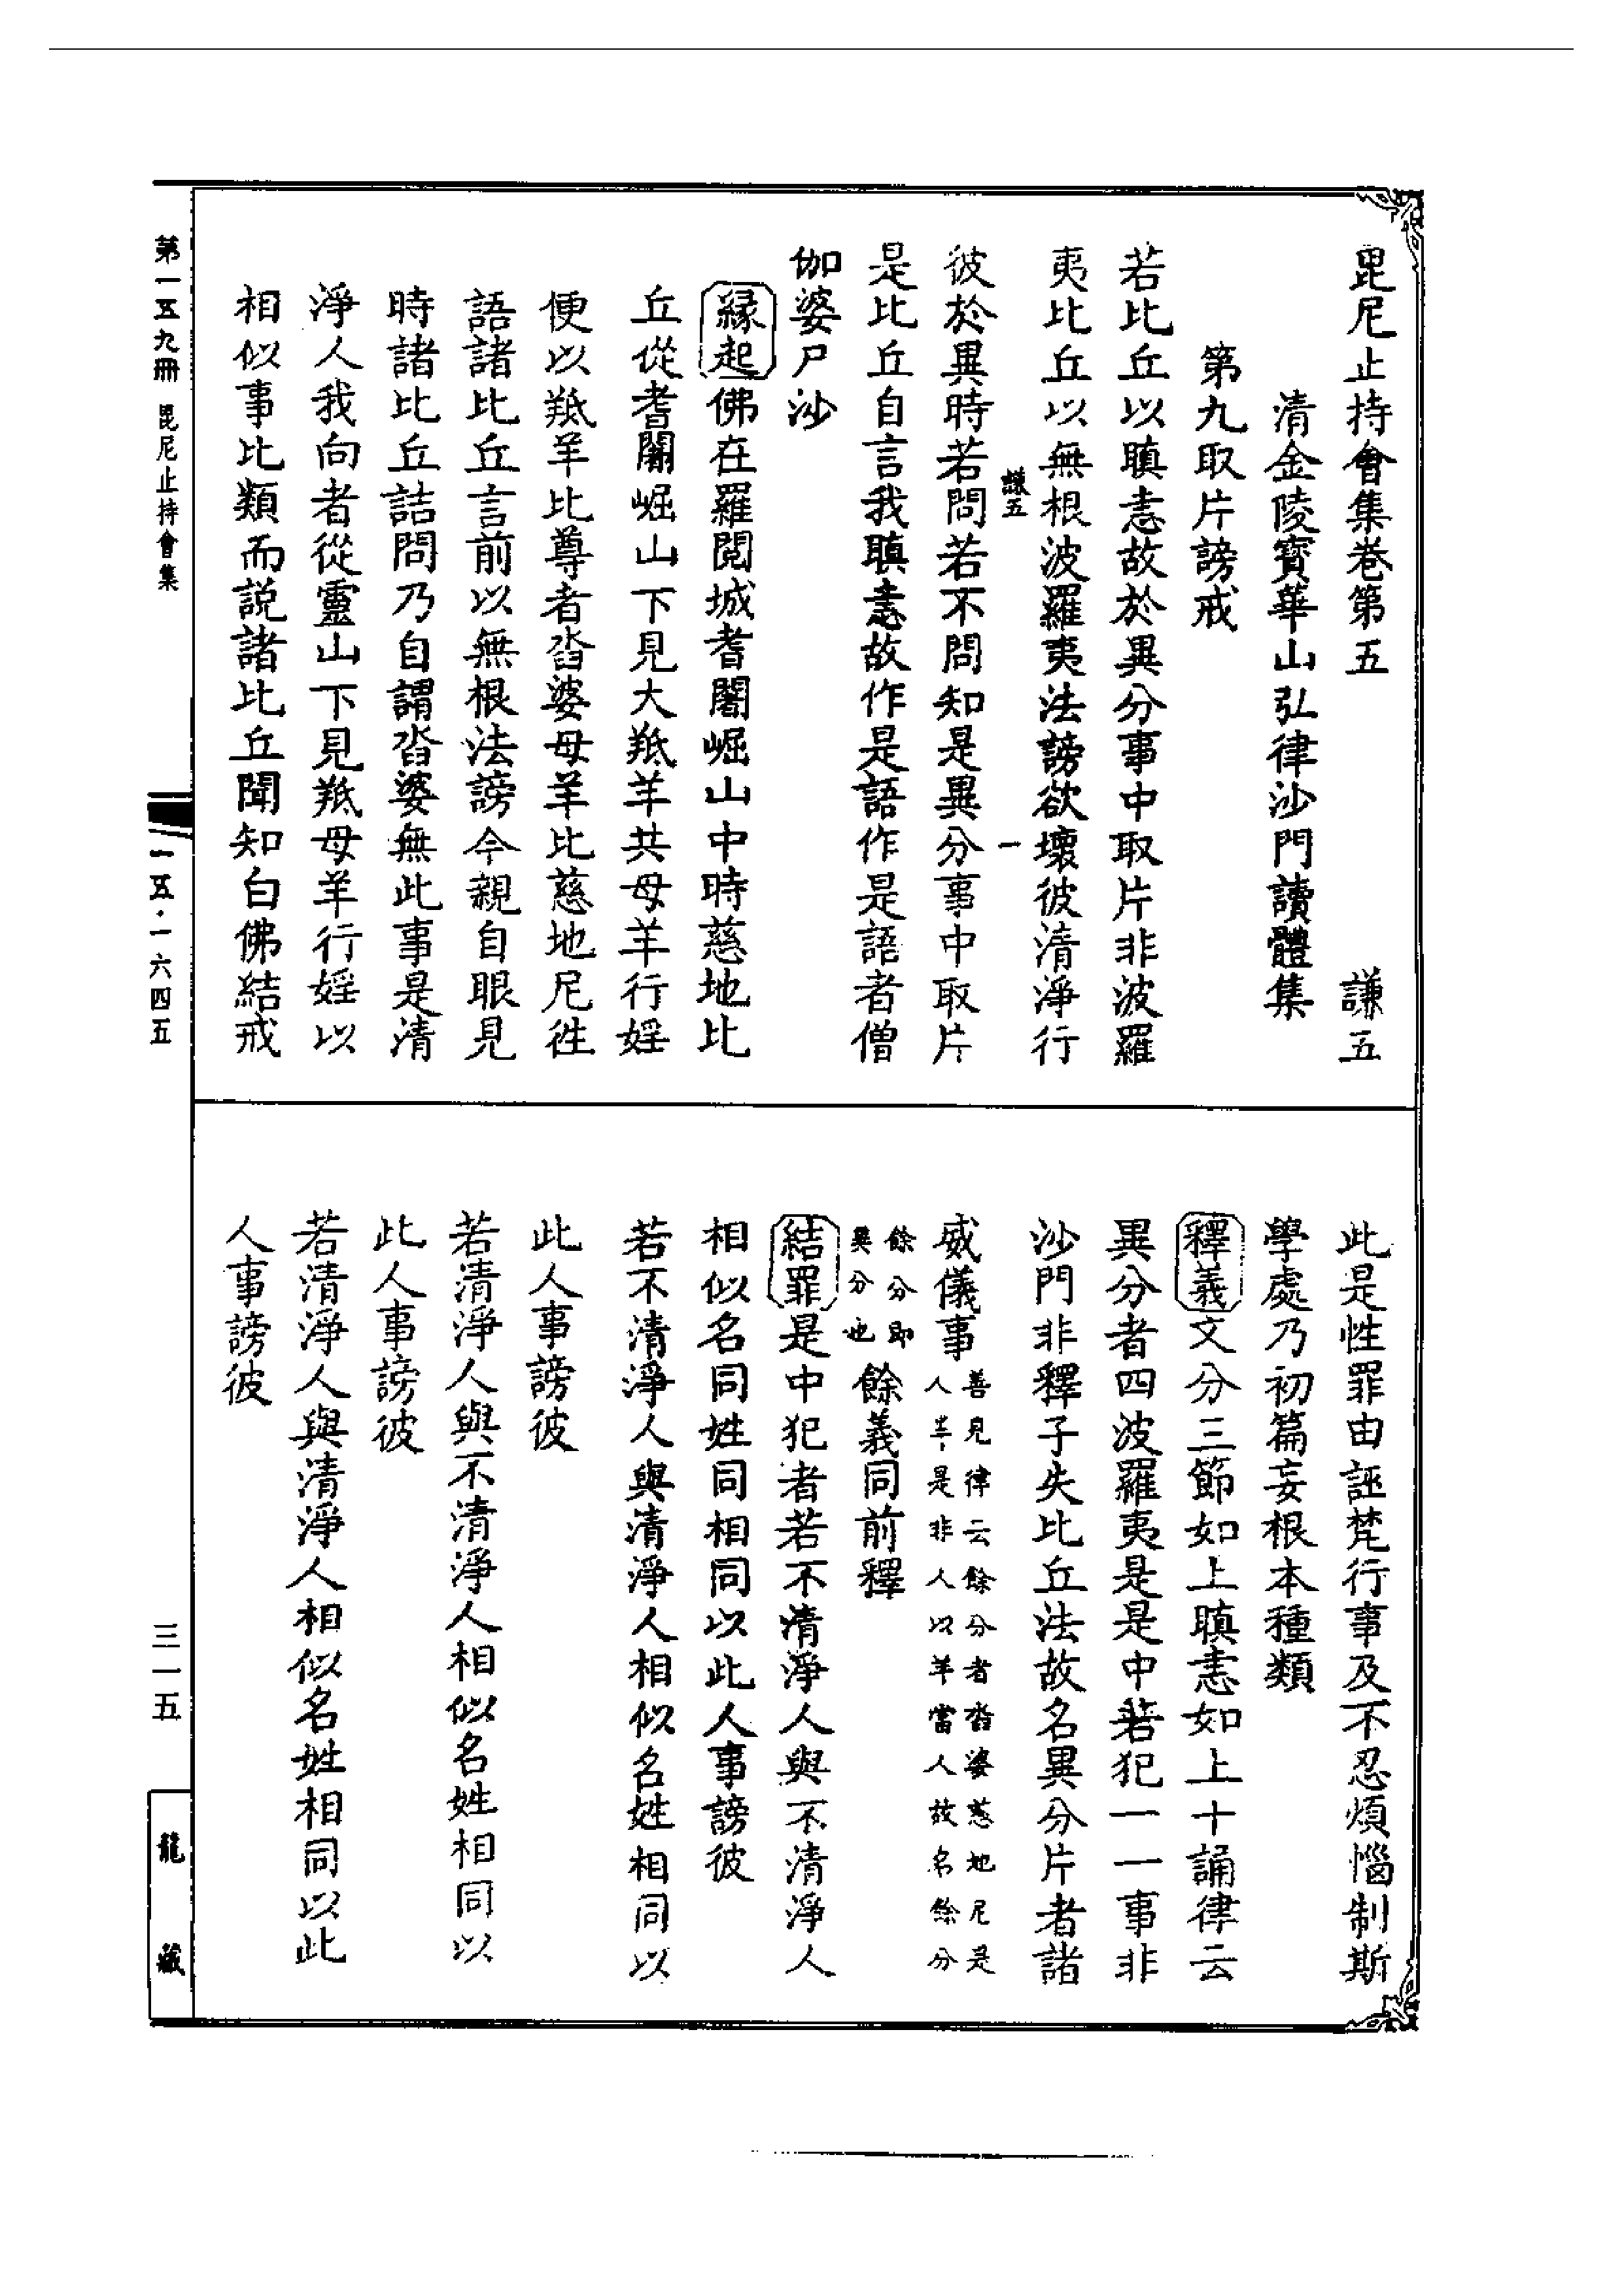 毘尼止持會集卷第五　謙五
清金陵寶華山弘律沙門讀體集
第九取片謗戒
若比丘以瞋恚故於異分事中取片非波羅
夷比丘以無根波羅夷法謗欲壞彼清淨行
謙五　一
彼於異時若問若不問知是異分事中取片
是比丘自言我瞋恚故作是語作是語者僧
伽婆尸沙
緣起佛在羅閱城耆闍崛山中時慈地比
丘從耆闍崛山下見大羝羊共母羊行婬
便以羝羊比尊者沓婆母羊比慈地尼徃
語諸比丘言前以無根法謗今親自眼見
時諸比丘詰問乃自謂沓婆無此事是清
淨人我向者從靈山下見羝母羊行婬以
相似事比類而說諸比丘聞知白佛結戒
此是性罪由誣梵行事及不忍煩惱制斯
學處乃初篇妄根本種類
釋義文分三節如上瞋恚如上十誦律云
異分者四波羅夷是是中若犯一一事非
沙門非釋子失比丘法故名異分片者諸
威儀事善見律云餘分者沓婆慈地尼是
人羊是非人以羊當人故名餘分
餘分即
異分也餘義同前釋
結罪是中犯者若不清淨人與不清淨人
相似名同姓同相同以此人事謗彼
若不清淨人與清淨人相似名姓相同以
此人事謗彼
若清淨人與不清淨人相似名姓相同以
此人事謗彼
若清淨人與清淨人相似名姓相同以此
人事謗彼
第一五九冊　毘尼止持會集
一五·一六四五
三一五
龍藏